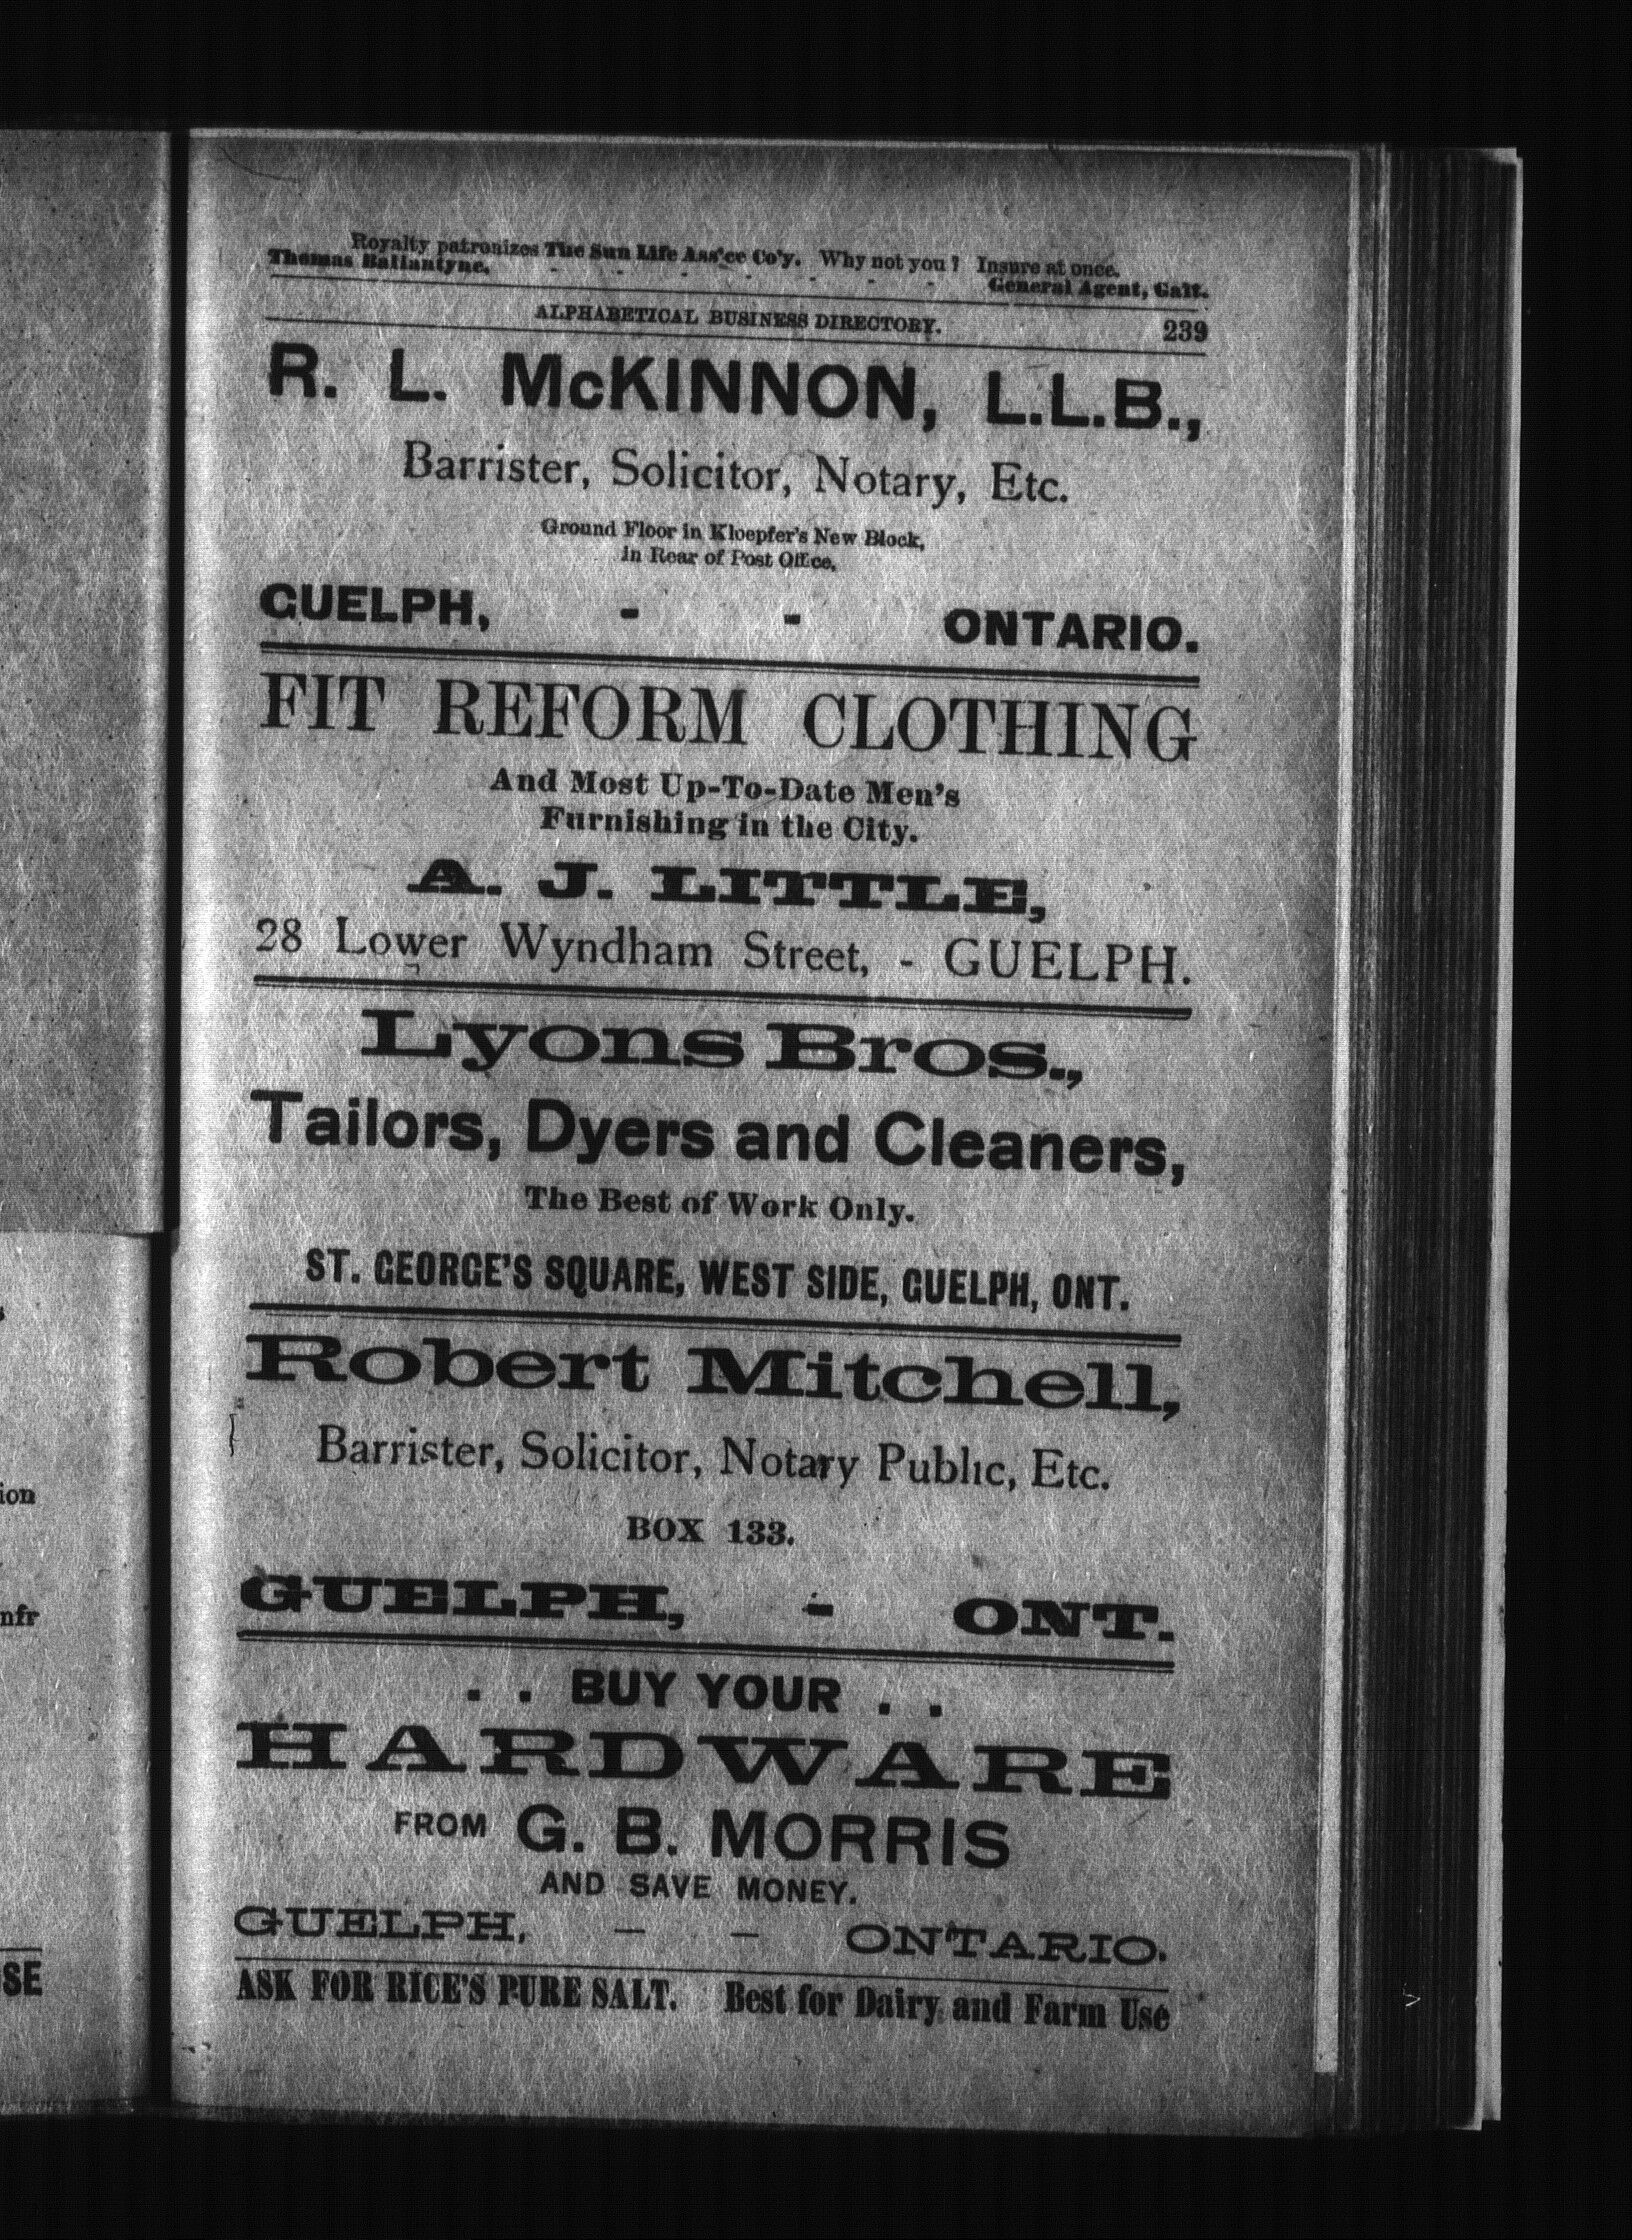 Royalty patronizes The Sun Life Ass'ce Co'y. Why not you? Insure at once.
Thomas Ballantyne, - - - - - - - General Agent, Galt.
ALPHABETICAL BUSINESS DIRECTORY. 239
R. L. McKINNON, L.L.B.,
Barrister, Solicitor, Notary, Etc.
Ground Floor in Kloepfer's New Block,
in Rear of Post Office,
GUELPH, - - ONTARIO.
FIT REFORM CLOTHING
And Most Up-To-Date Men's
Furnishing in the City.
A. J. LITTLE,
28 Lower Wyndham Street, - GUELPH.
Lyons Bros.,
Tailors, Dyers and Cleaners,
The Best of Work Only.
ST. GEORGE'S SQUARE, WEST SIDE, GUELPH, ONT.
Robert Mitchell,
Barrister, Solicitor, Notary Public, Etc.
BOX 133.
GUELPH, - ONT.
. . BUY YOUR . .
HARDWARE
FROM G. B. MORRIS
AND SAVE MONEY.
GUELPH, - - ONTARIO.
ASK FOR RICE'S PURE SALT. Best for Dairy and Farm Use
ion
nfr
SE